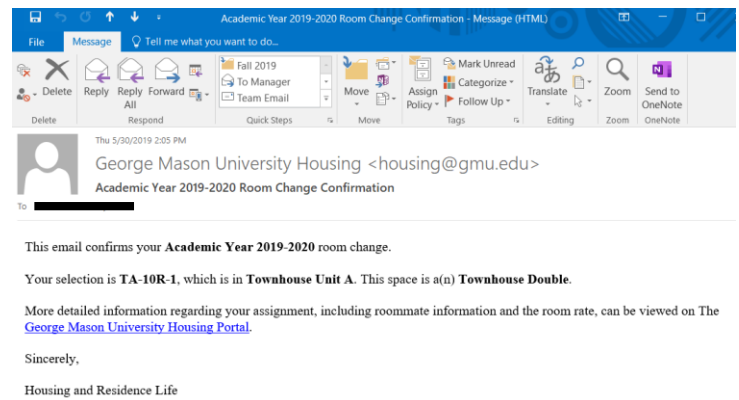 Academic Year 2019-2020 Room Change Confirmation - Message (HTML)
File Message Tell me what you want to do...
Delete Reply Reply All Forward
Fall 2019
To Manager
Team Email
Move
Assign Policy
Mark Unread
Categorize
Follow Up
Translate
Zoom
Send to OneNote
Delete Respond Quick Steps Move Tags Editing Zoom OneNote
Thu 5/30/2019 2:05 PM
George Mason University Housing <housing@gmu.edu>
Academic Year 2019-2020 Room Change Confirmation
To
This email confirms your Academic Year 2019-2020 room change.
Your selection is TA-10R-1, which is in Townhouse Unit A. This space is a(n) Townhouse Double.
More detailed information regarding your assignment, including roommate information and the room rate, can be viewed on The
George Mason University Housing Portal.
Sincerely,
Housing and Residence Life